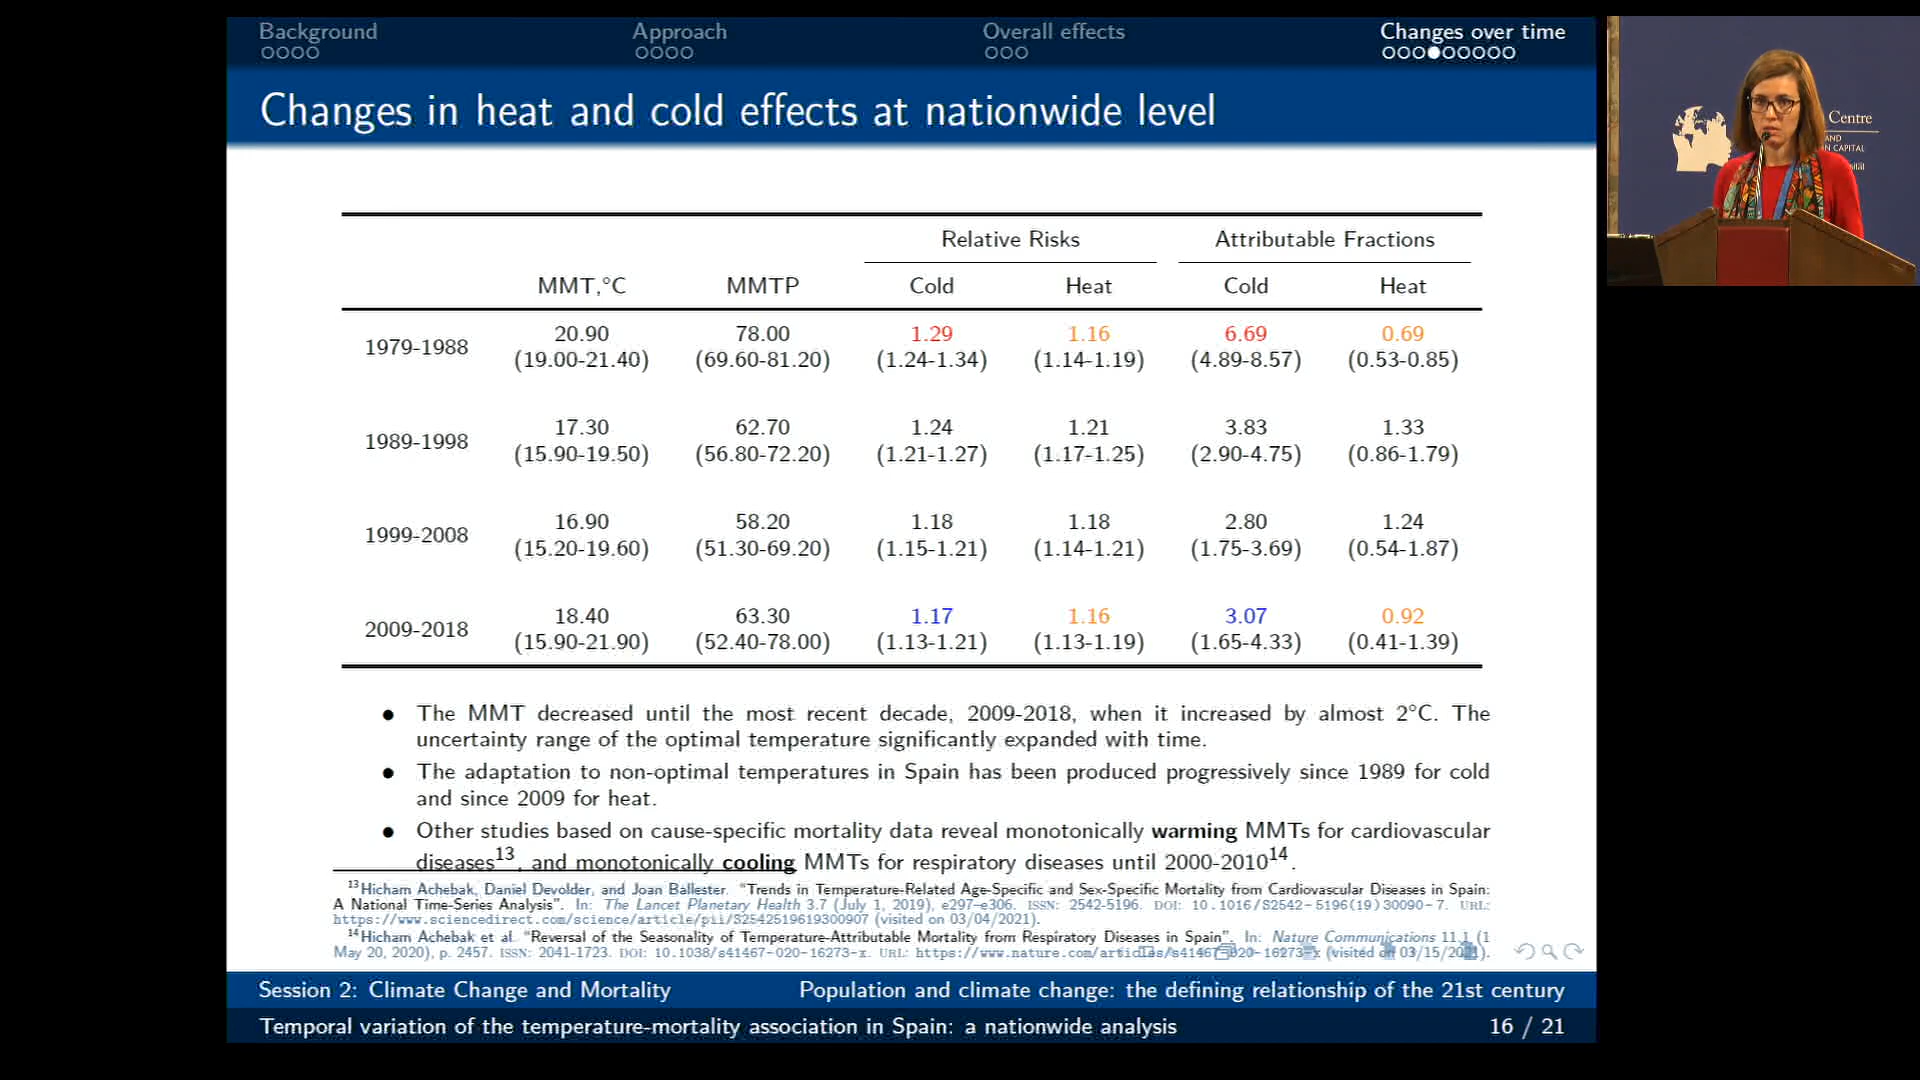 Background Approach Overall effects Changes over time
Changes in heat and cold effects at nationwide level
Relative Risks Attributable Fractions
MMT,°C MMTP Cold Heat Cold Heat
1979-1988 20.90 78.00 1.29 1.16 6.69 0.69
(19.00-21.40) (69.60-81.20) (1.24-1.34) (1.14-1.19) (4.89-8.57) (0.53-0.85)
1989-1998 17.30 62.70 1.24 1.21 3.83 1.33
(15.90-19.50) (56.80-72.20) (1.21-1.27) (1.17-1.25) (2.90-4.75) (0.86-1.79)
1999-2008 16.90 58.20 1.18 1.18 2.80 1.24
(15.20-19.60) (51.30-69.20) (1.15-1.21) (1.14-1.21) (1.75-3.69) (0.54-1.87)
2009-2018 18.40 63.30 1.17 1.16 3.07 0.92
(15.90-21.90) (52.40-78.00) (1.13-1.21) (1.13-1.19) (1.65-4.33) (0.41-1.39)
• The MMT decreased until the most recent decade, 2009-2018, when it increased by almost 2°C. The
uncertainty range of the optimal temperature significantly expanded with time.
• The adaptation to non-optimal temperatures in Spain has been produced progressively since 1989 for cold
and since 2009 for heat.
• Other studies based on cause-specific mortality data reveal monotonically warming MMTs for cardiovascular
diseases13, and monotonically cooling MMTs for respiratory diseases until 2000-201014.
13Hicham Achebak, Daniel Devolder, and Joan Ballester. "Trends in Temperature-Related Age-Specific and Sex-Specific Mortality from Cardiovascular Diseases in Spain:
A National Time-Series Analysis". In: The Lancet Planetary Health 3.7 (July 1, 2019), e297–e306. ISSN: 2542-5196. DOI: 10.1016/S2542-5196(19)30090-7. URL:
https://www.sciencedirect.com/science/article/pii/S2542519619300907 (visited on 03/04/2021).
14Hicham Achebak et al. "Reversal of the Seasonality of Temperature-Attributable Mortality from Respiratory Diseases in Spain". In: Nature Communications 11.1 (1
May 20, 2020), p. 2457. ISSN: 2041-1723. DOI: 10.1038/s41467-020-16273-x. URL: https://www.nature.com/articles/s41467-020-16273-x (visited on 03/15/2021).
Session 2: Climate Change and Mortality Population and climate change: the defining relationship of the 21st century
Temporal variation of the temperature-mortality association in Spain: a nationwide analysis 16 / 21
Centre
AND
N CAPITAL